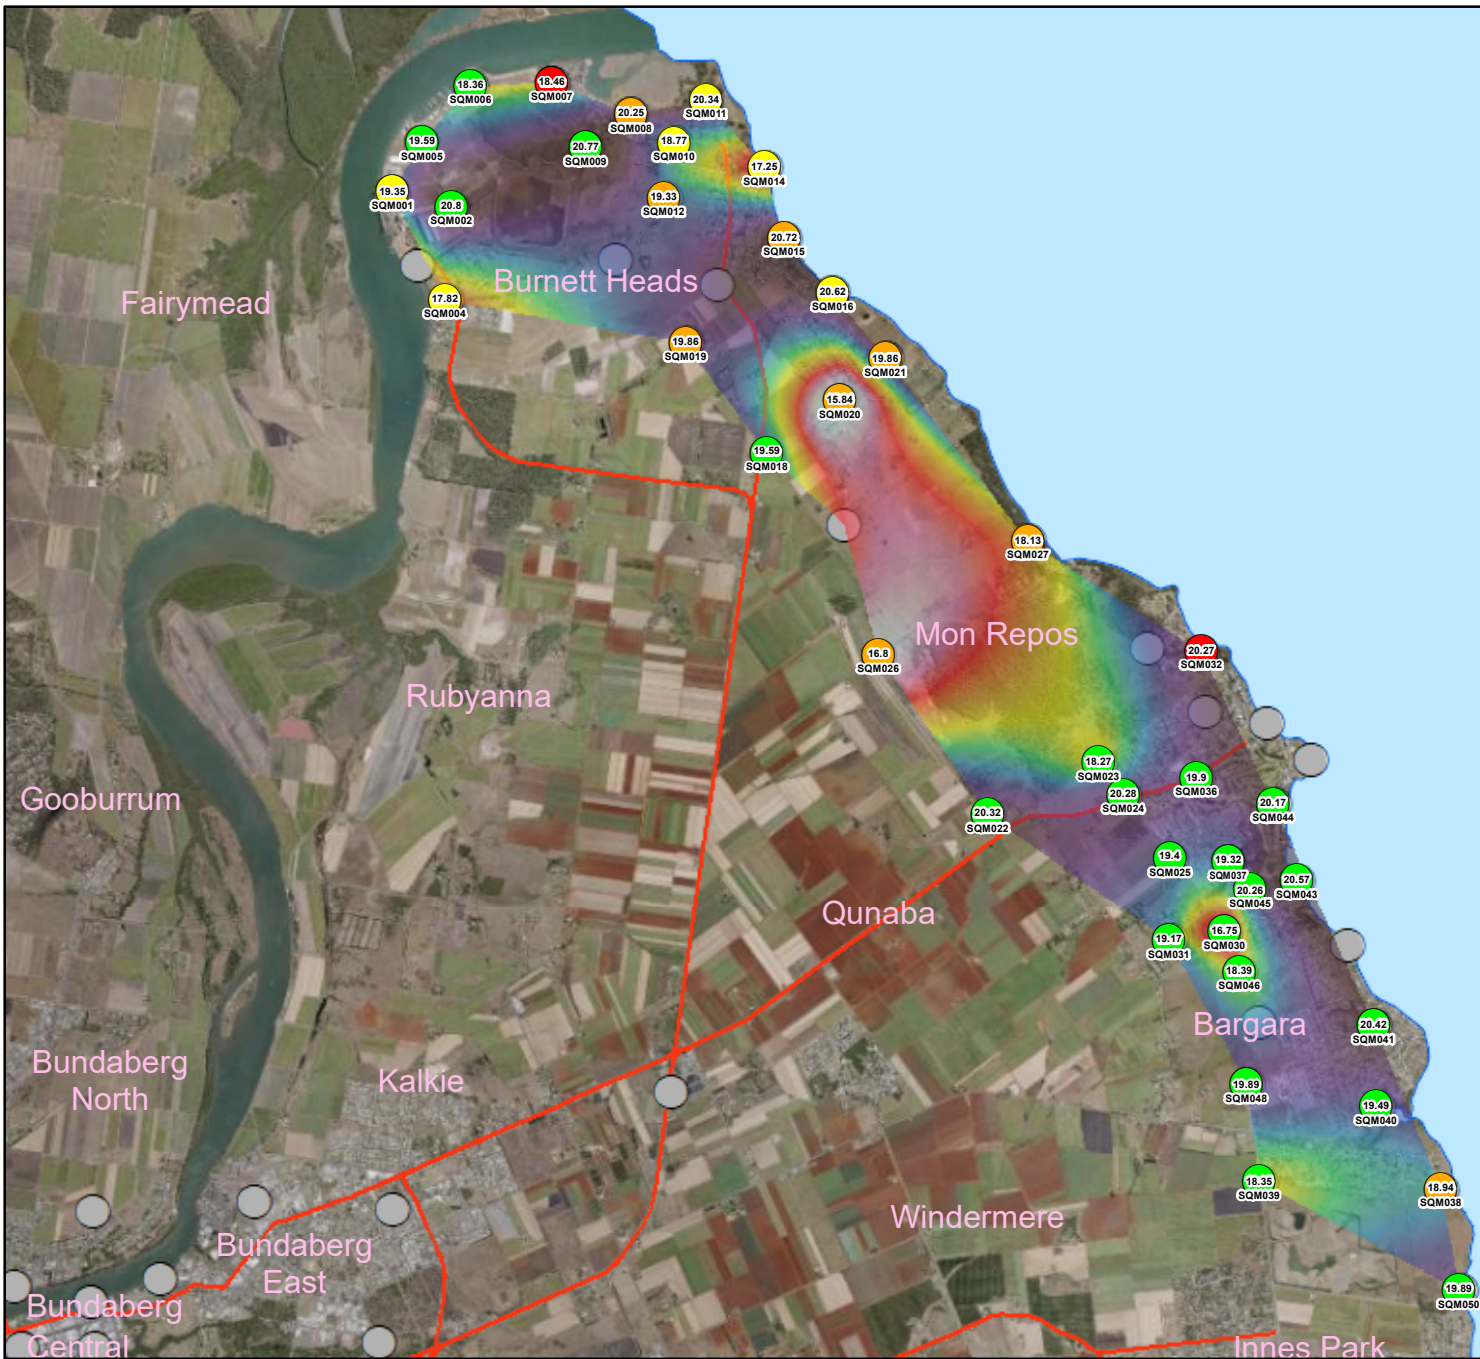 18.36
SQM006
18.46
SQM007
20.25
SQM008
20.34
SQM011
19.59
SQM005
20.77
SQM009
18.77
SQM010
17.25
SQM014
19.35
SQM001
20.8
SQM002
19.33
SQM012
20.72
SQM015
Burnett Heads
20.62
SQM016
Fairymead
17.82
SQM004
19.86
SQM019
19.86
SQM021
15.84
SQM020
19.59
SQM018
18.13
SQM027
Mon Repos
16.8
SQM026
20.27
SQM032
Rubyanna
18.27
SQM023
19.9
SQM036
20.28
SQM024
20.17
SQM044
Gooburrum
20.32
SQM022
19.4
SQM025
19.32
SQM037
20.26
SQM045
20.57
SQM043
Qunaba
16.75
SQM030
19.17
SQM031
18.39
SQM046
Bargara
20.42
SQM041
Bundaberg
North
Kalkie
19.89
SQM048
19.49
SQM040
18.35
SQM039
18.94
SQM038
Windermere
Bundaberg
East
19.89
SQM050
Bundaberg
Central
Innes Park